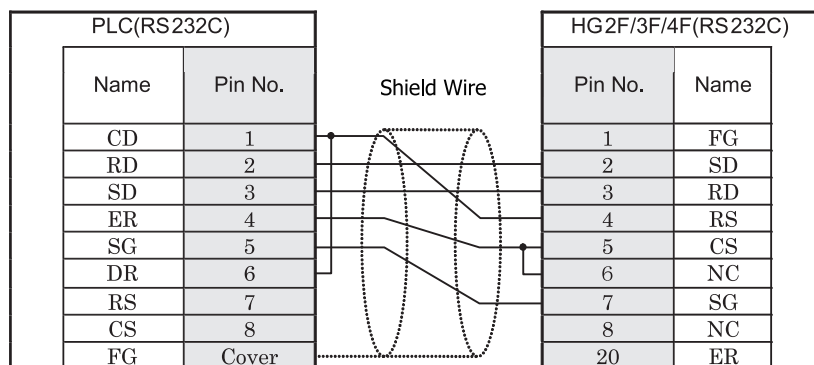 PLC(RS232C) HG2F/3F/4F(RS232C)
Name Pin No. Shield Wire Pin No. Name
CD 1 1 FG
RD 2 2 SD
SD 3 3 RD
ER 4 4 RS
SG 5 5 CS
DR 6 6 NC
RS 7 7 SG
CS 8 8 NC
FG Cover 20 ER